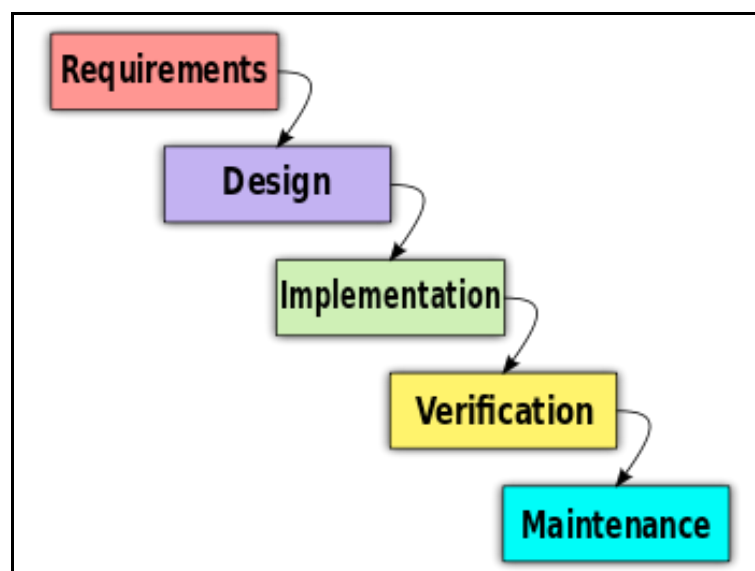 Requirements
Design
Implementation
Verification
Maintenance